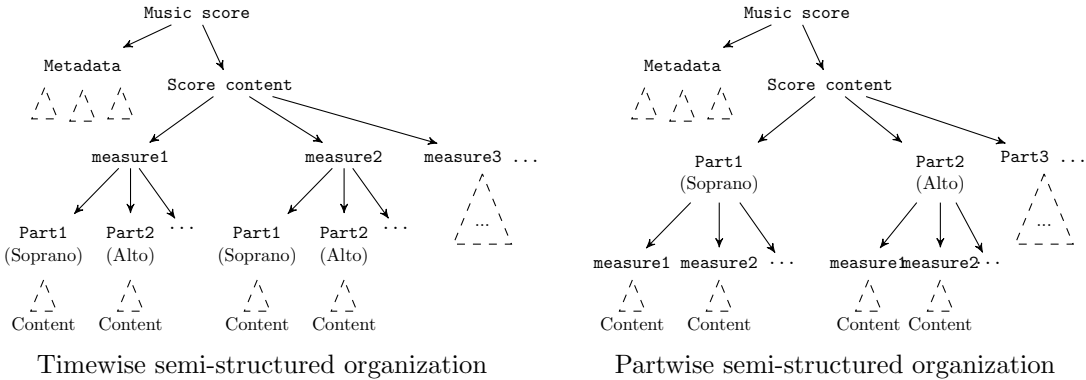 Music score
Metadata
Score content
measure1
measure2
measure3 ...
Part1
(Soprano)
Part2
(Alto)
...
Part1
(Soprano)
Part2
(Alto)
...
...
Content
Content
Content
Content
Timewise semi-structured organization
Music score
Metadata
Score content
Part1
(Soprano)
Part2
(Alto)
Part3 ...
...
measure1 measure2 ...
measure1 measure2 ...
Content
Content
Content
Content
Partwise semi-structured organization